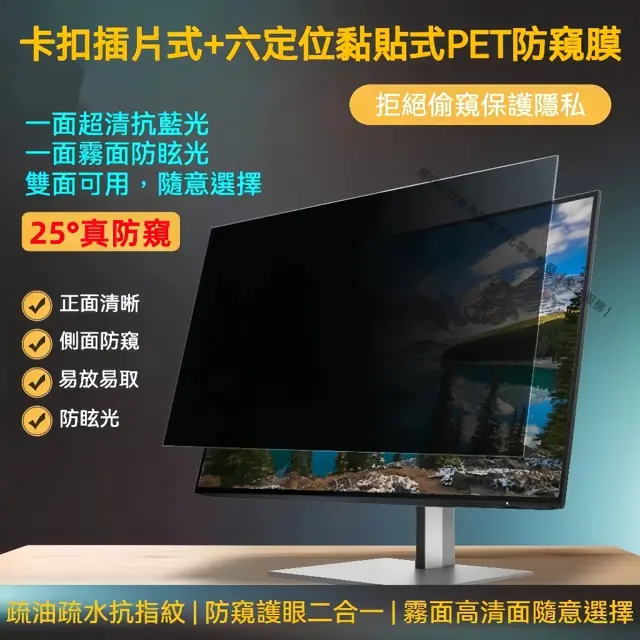 卡扣插片式+六定位黏貼式PET防窺膜
拒絕偷窺保護隱私
一面超清抗藍光
一面霧面防眩光
雙面可用，隨意選擇
25°真防窺
正面清晰
側面防窺
易放易取
防眩光
疏油疏水抗指紋 | 防窺護眼二合一 | 霧面高清面隨意選擇